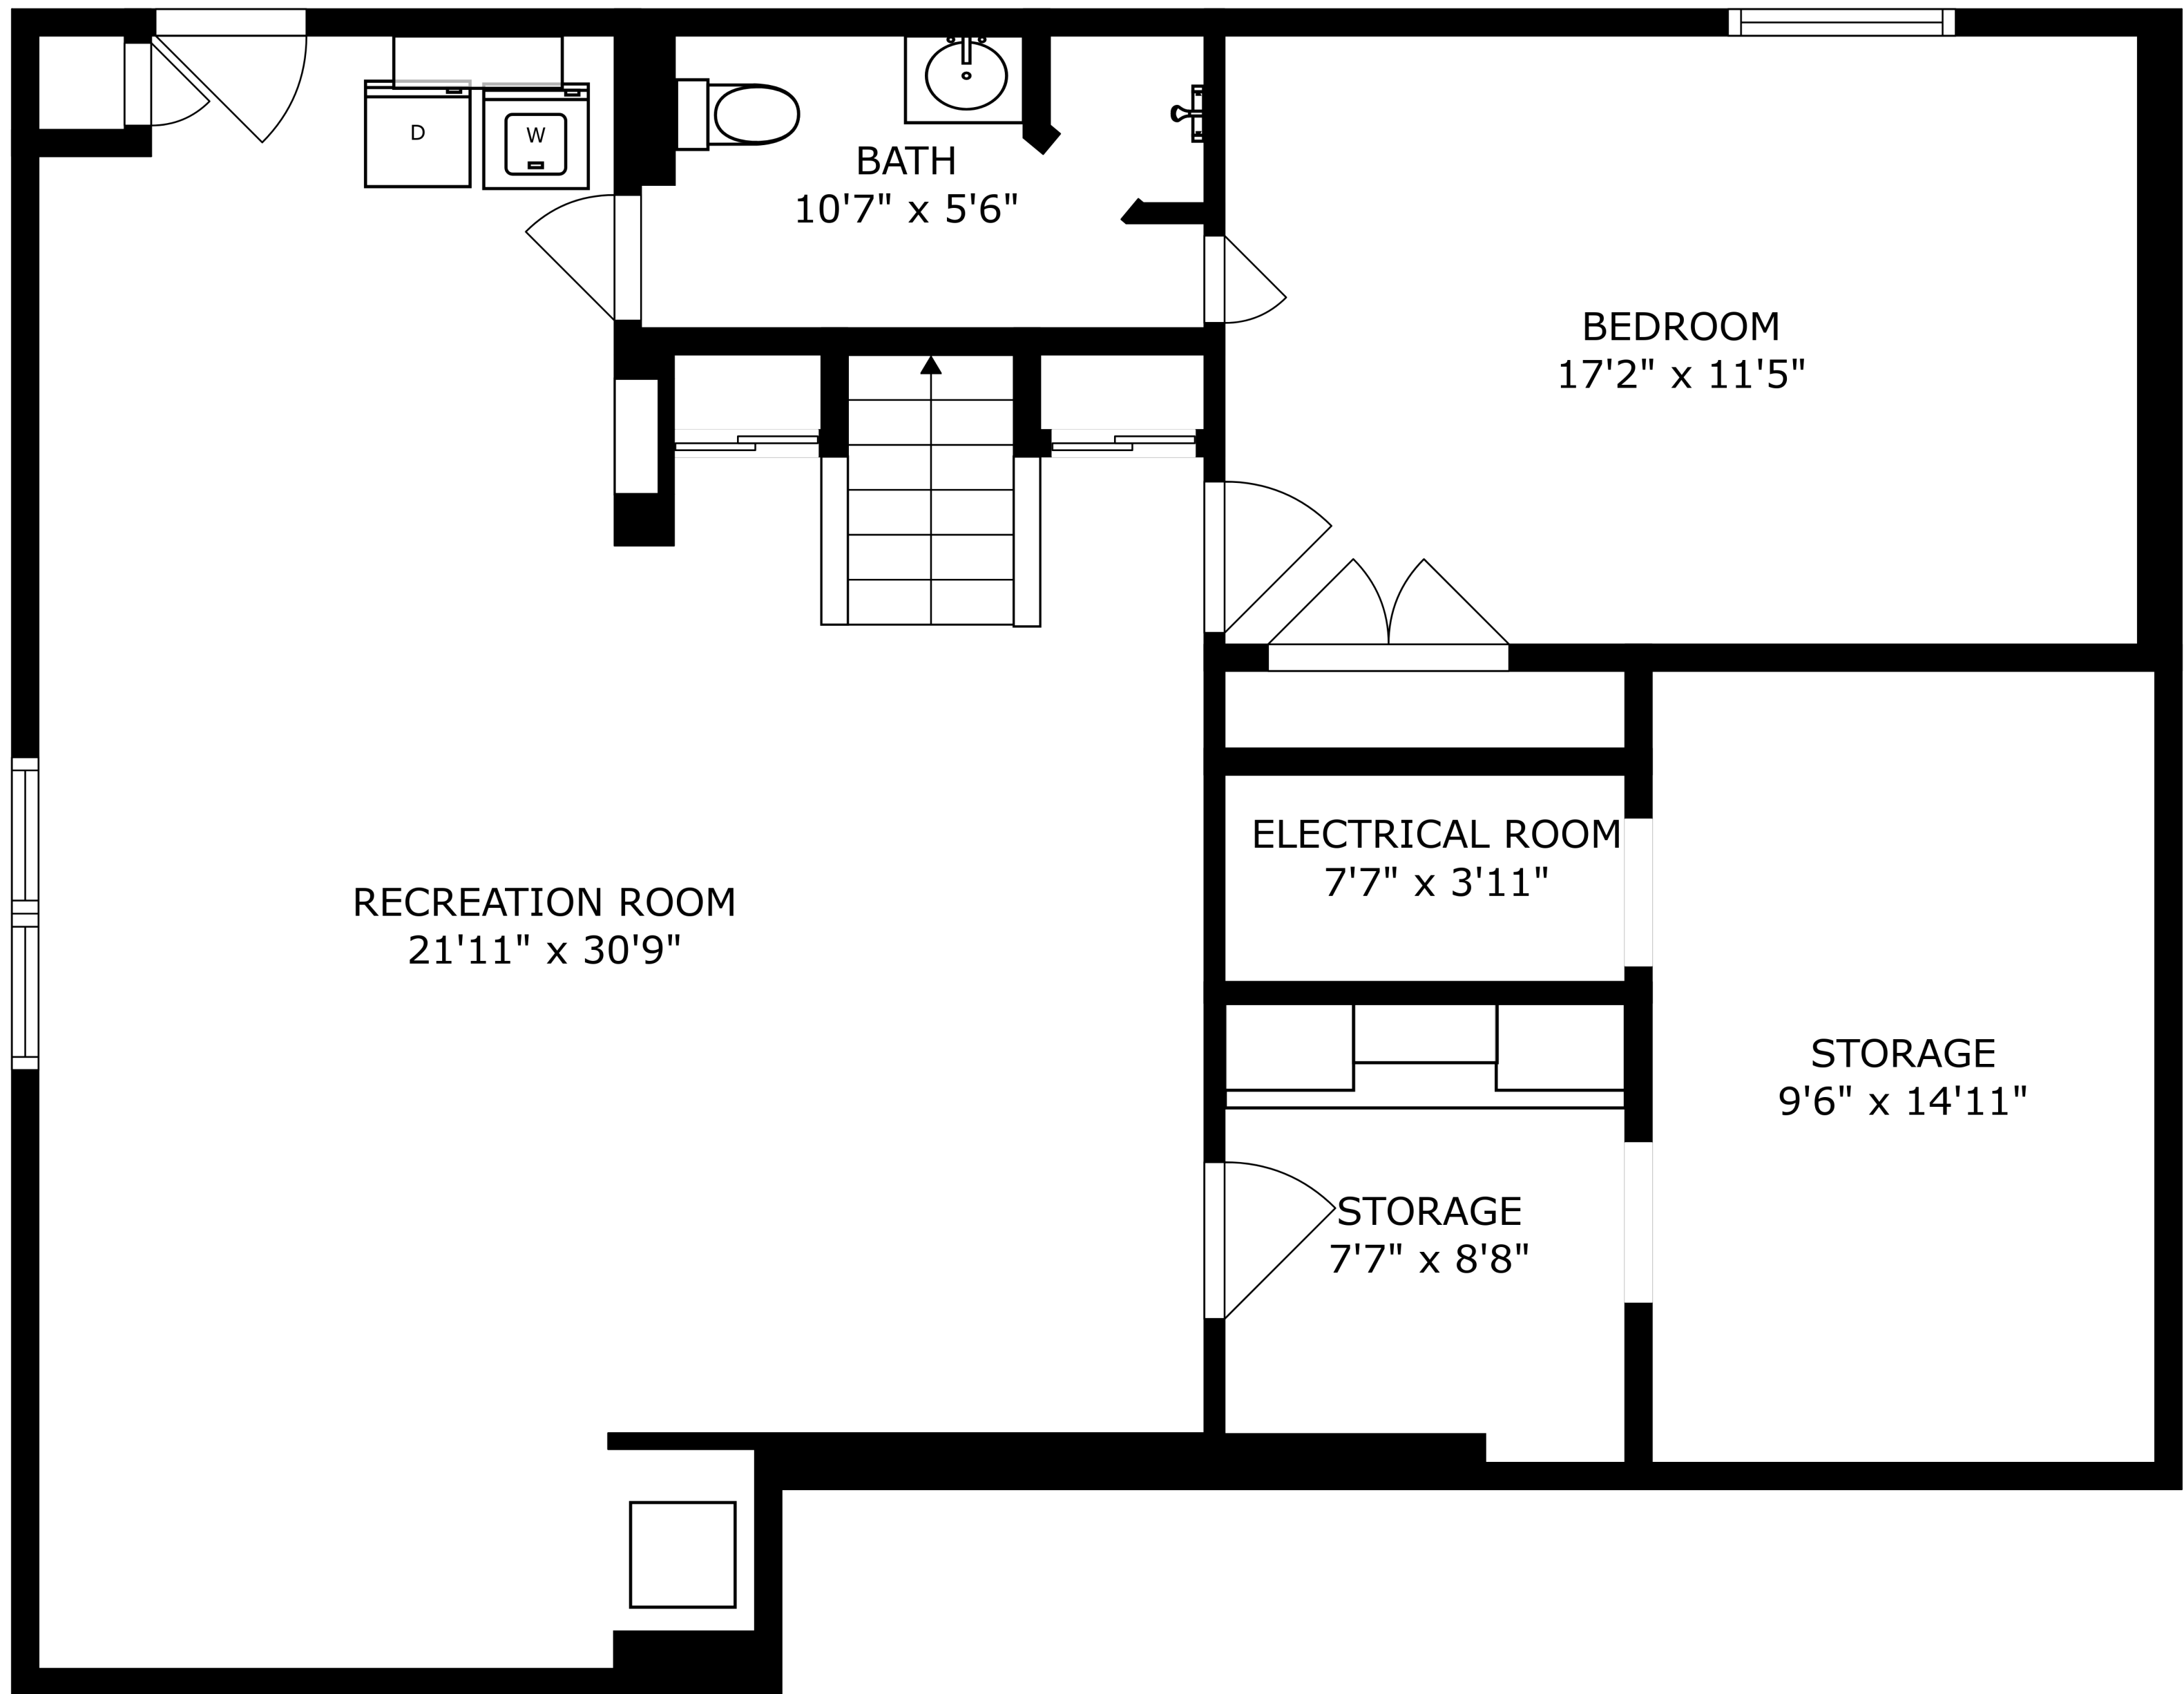 D
W
BATH
10'7" x 5'6"
BEDROOM
17'2" x 11'5"
ELECTRICAL ROOM
7'7" x 3'11"
RECREATION ROOM
21'11" x 30'9"
STORAGE
9'6" x 14'11"
STORAGE
7'7" x 8'8"